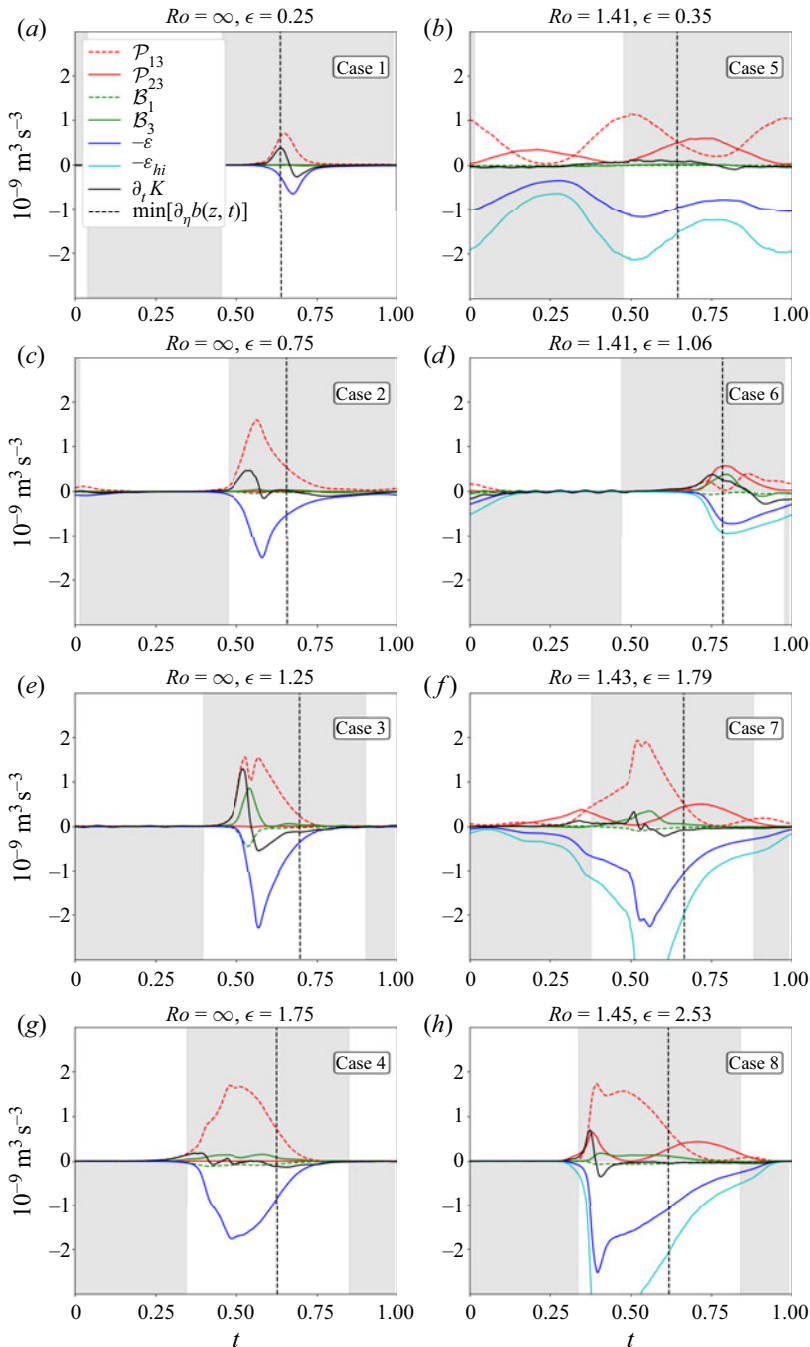 (a) Ro = ∞, ϵ = 0.25
(b) Ro = 1.41, ϵ = 0.35
Case 1
Case 5
𝒫13
𝒫23
ℬ1
ℬ3
−ε
−εhi
∂tK
min[∂ηb(z, t)]
10−9 m3 s−3
2
1
0
−1
−2
2
1
0
−1
−2
0 0.25 0.50 0.75 1.00
0 0.25 0.50 0.75 1.00
(c) Ro = ∞, ϵ = 0.75
(d) Ro = 1.41, ϵ = 1.06
Case 2
Case 6
10−9 m3 s−3
2
1
0
−1
−2
2
1
0
−1
−2
0 0.25 0.50 0.75 1.00
0 0.25 0.50 0.75 1.00
(e) Ro = ∞, ϵ = 1.25
(f) Ro = 1.43, ϵ = 1.79
Case 3
Case 7
10−9 m3 s−3
2
1
0
−1
−2
2
1
0
−1
−2
0 0.25 0.50 0.75 1.00
0 0.25 0.50 0.75 1.00
(g) Ro = ∞, ϵ = 1.75
(h) Ro = 1.45, ϵ = 2.53
Case 4
Case 8
10−9 m3 s−3
2
1
0
−1
−2
2
1
0
−1
−2
0 0.25 0.50 0.75 1.00
0 0.25 0.50 0.75 1.00
t
t